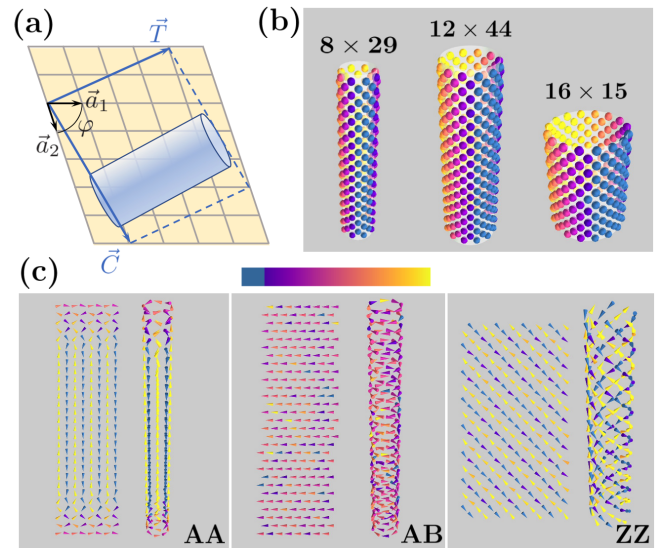 (a)
T⃗
a⃗₁
a⃗₂
φ
C⃗
(b)
8 × 29
12 × 44
16 × 15
(c)
AA
AB
ZZ